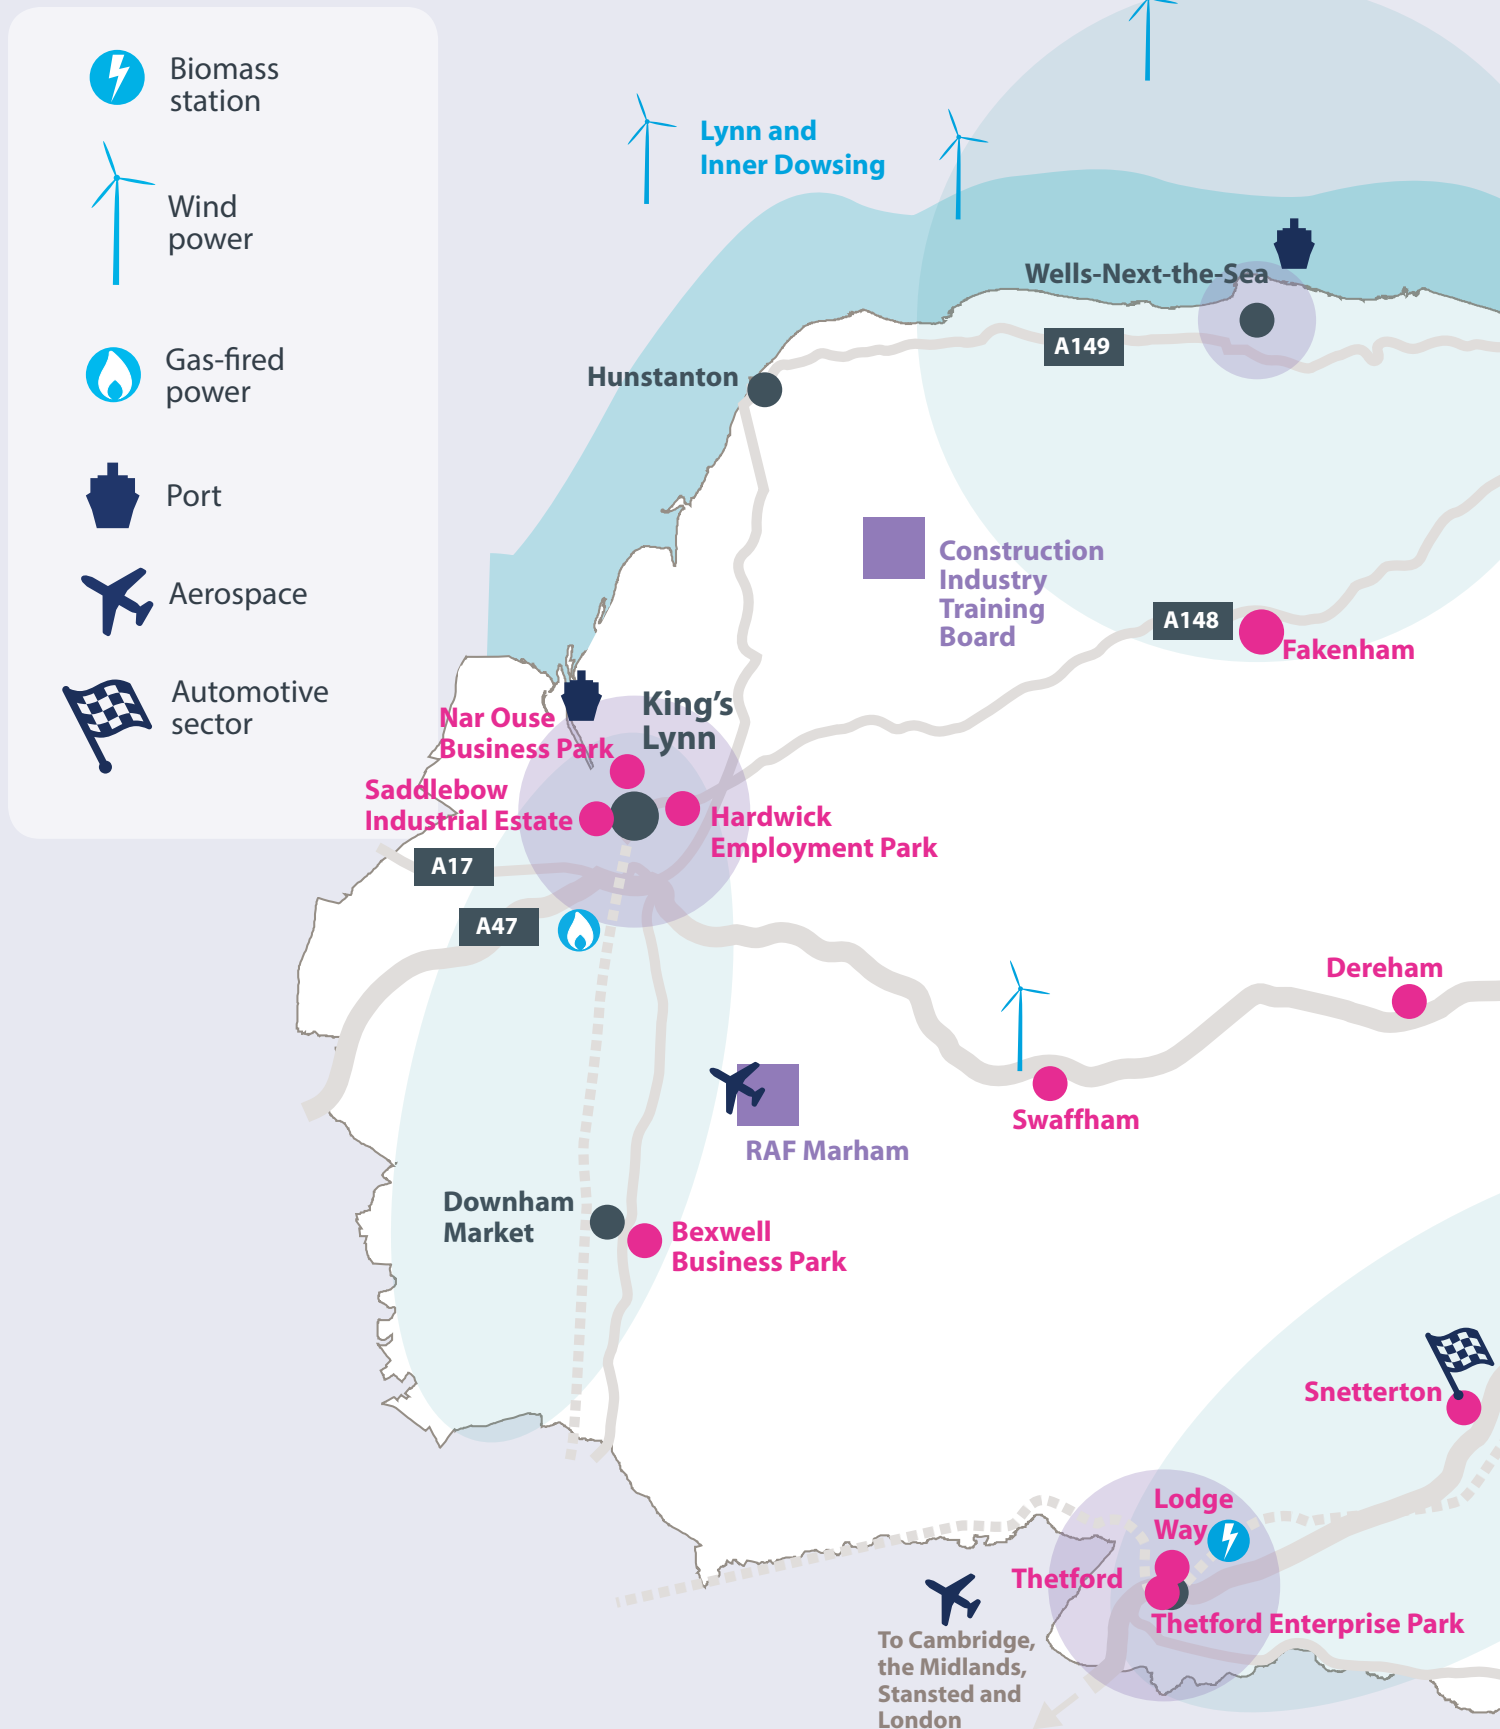 Biomass
station
Wind
power
Gas-fired
power
Port
Aerospace
Automotive
sector
Lynn and
Inner Dowsing
Wells-Next-the-Sea
A149
Hunstanton
Construction
Industry
Training
Board
A148
Fakenham
King’s
Lynn
Nar Ouse
Business Park
Saddlebow
Industrial Estate
Hardwick
Employment Park
A17
A47
Dereham
Swaffham
RAF Marham
Downham
Market
Bexwell
Business Park
Snetterton
Lodge
Way
Thetford
Thetford Enterprise Park
To Cambridge,
the Midlands,
Stansted and
London